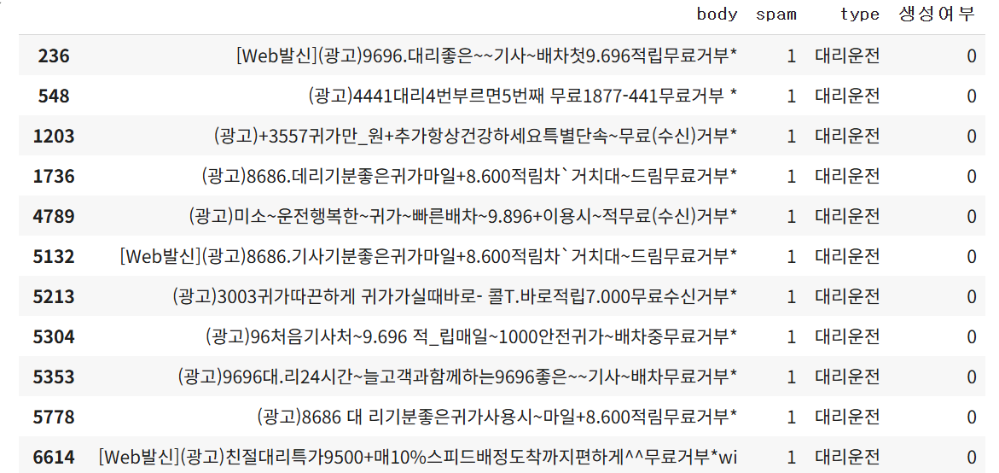 body spam type 생성여부
236 [Web발신](광고)9696.대리좋은~~기사~배차첫9.696적립무료거부* 1 대리운전 0
548 (광고)4441대리4번부르면5번째 무료1877-441무료거부 * 1 대리운전 0
1203 (광고)+3557귀가만_원+추가항상건강하세요특별단속~무료(수신)거부* 1 대리운전 0
1736 (광고)8686.데리기분좋은귀가마일+8.600적림차`거치대~드림무료거부* 1 대리운전 0
4789 (광고)미소~운전행복한~귀가~빠른배차~9.896+이용시~적무료(수신)거부* 1 대리운전 0
5132 [Web발신](광고)8686.기사기분좋은귀가마일+8.600적림차`거치대~드림무료거부* 1 대리운전 0
5213 (광고)3003귀가따끈하게 귀가가실때바로- 콜T.바로적립7.000무료수신거부* 1 대리운전 0
5304 (광고)96처음기사처~9.696 적_립매일~1000안전귀가~배차중무료거부* 1 대리운전 0
5353 (광고)9696대.리24시간~늘고객과함께하는9696좋은~~기사~배차무료거부* 1 대리운전 0
5778 (광고)8686 대 리기분좋은귀가사용시~마일+8.600적림무료거부* 1 대리운전 0
6614 [Web발신](광고)친절대리특가9500+매10%스피드배정도착까지편하게^^무료거부*wi 1 대리운전 0